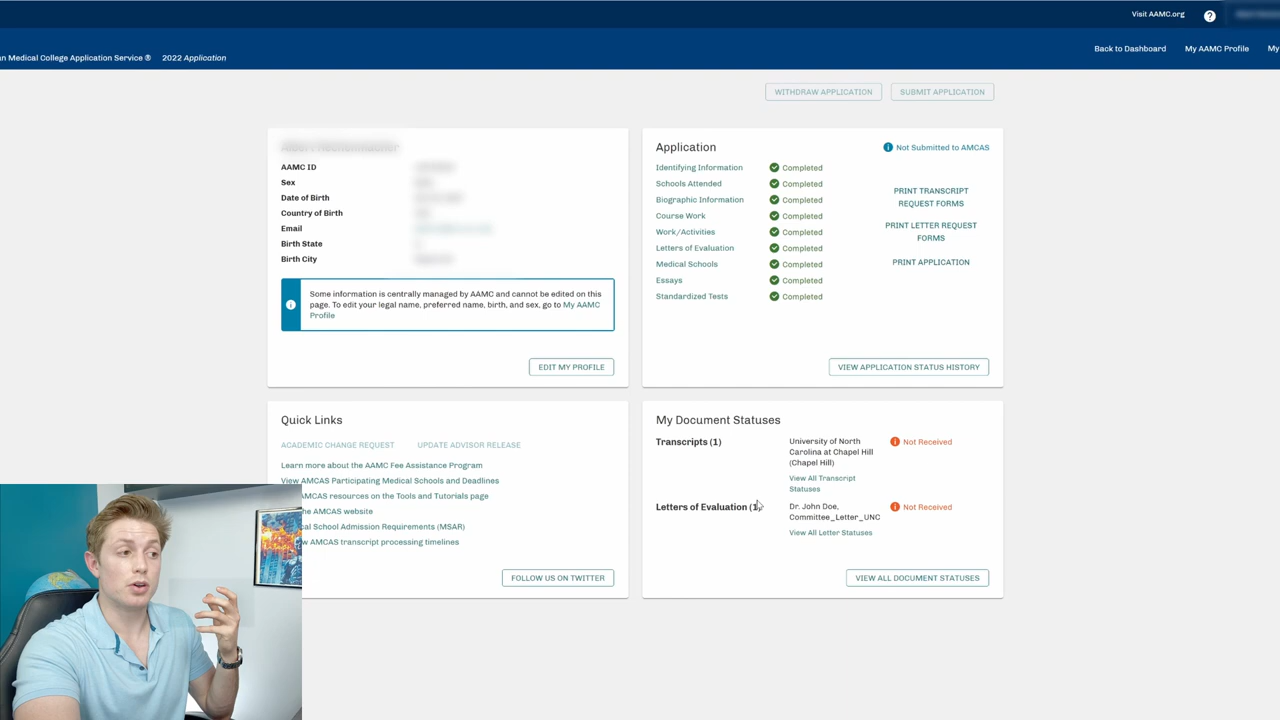 Visit AAMC.org
an Medical College Application Service ® 2022 Application
Back to Dashboard
My AAMC Profile
My
WITHDRAW APPLICATION
SUBMIT APPLICATION
AAMC ID
Sex
Date of Birth
Country of Birth
Email
Birth State
Birth City
Some information is centrally managed by AAMC and cannot be edited on this
page. To edit your legal name, preferred name, birth, and sex, go to My AAMC
Profile
EDIT MY PROFILE
Application
Not Submitted to AMCAS
Identifying Information Completed
Schools Attended Completed
Biographic Information Completed
Course Work Completed
Work/Activities Completed
Letters of Evaluation Completed
Medical Schools Completed
Essays Completed
Standardized Tests Completed
PRINT TRANSCRIPT
REQUEST FORMS
PRINT LETTER REQUEST
FORMS
PRINT APPLICATION
VIEW APPLICATION STATUS HISTORY
Quick Links
ACADEMIC CHANGE REQUEST
UPDATE ADVISOR RELEASE
Learn more about the AAMC Fee Assistance Program
View AMCAS Participating Medical Schools and Deadlines
AMCAS resources on the Tools and Tutorials page
he AMCAS website
cal School Admission Requirements (MSAR)
w AMCAS transcript processing timelines
FOLLOW US ON TWITTER
My Document Statuses
Transcripts (1)
University of North
Carolina at Chapel Hill
(Chapel Hill)
Not Received
View All Transcript
Statuses
Letters of Evaluation (1)
Dr. John Doe,
Committee_Letter_UNC
Not Received
View All Letter Statuses
VIEW ALL DOCUMENT STATUSES